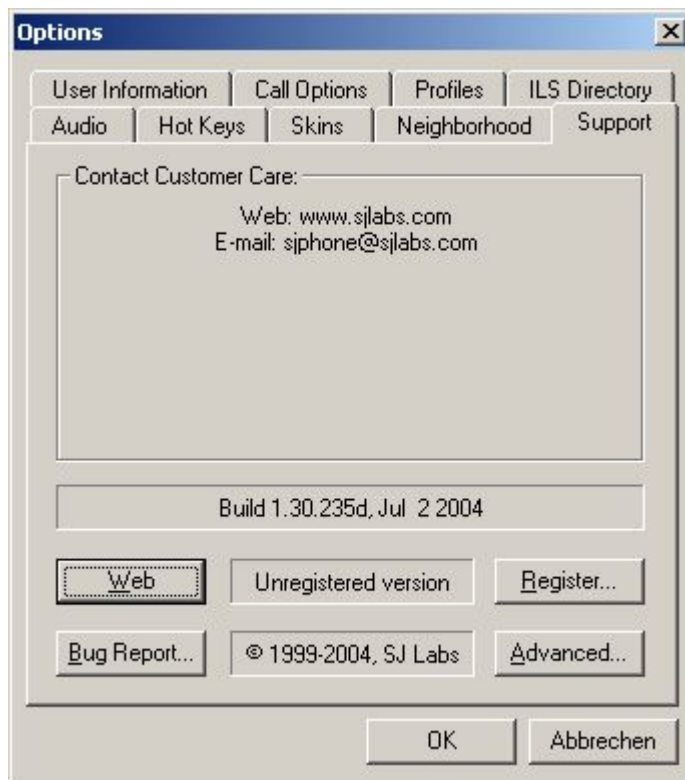 Options
User Information Call Options Profiles ILS Directory
Audio Hot Keys Skins Neighborhood Support
Contact Customer Care:
Web: www.sjlabs.com
E-mail: sjphone@sjlabs.com
Build 1.30.235d, Jul 2 2004
Web Unregistered version Register...
Bug Report... © 1999-2004, SJ Labs Advanced...
OK Abbrechen